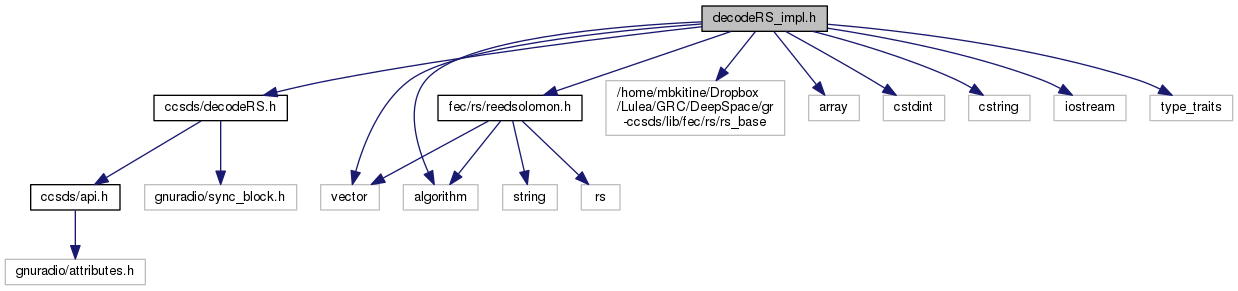 decodeRS_impl.h
ccsds/decodeRS.h
fec/rs/reedsolomon.h
/home/mbkitine/Dropbox
/Lulea/GRC/DeepSpace/gr
-ccsds/lib/fec/rs/rs_base
array
cstdint
cstring
iostream
type_traits
ccsds/api.h
gnuradio/sync_block.h
vector
algorithm
string
rs
gnuradio/attributes.h